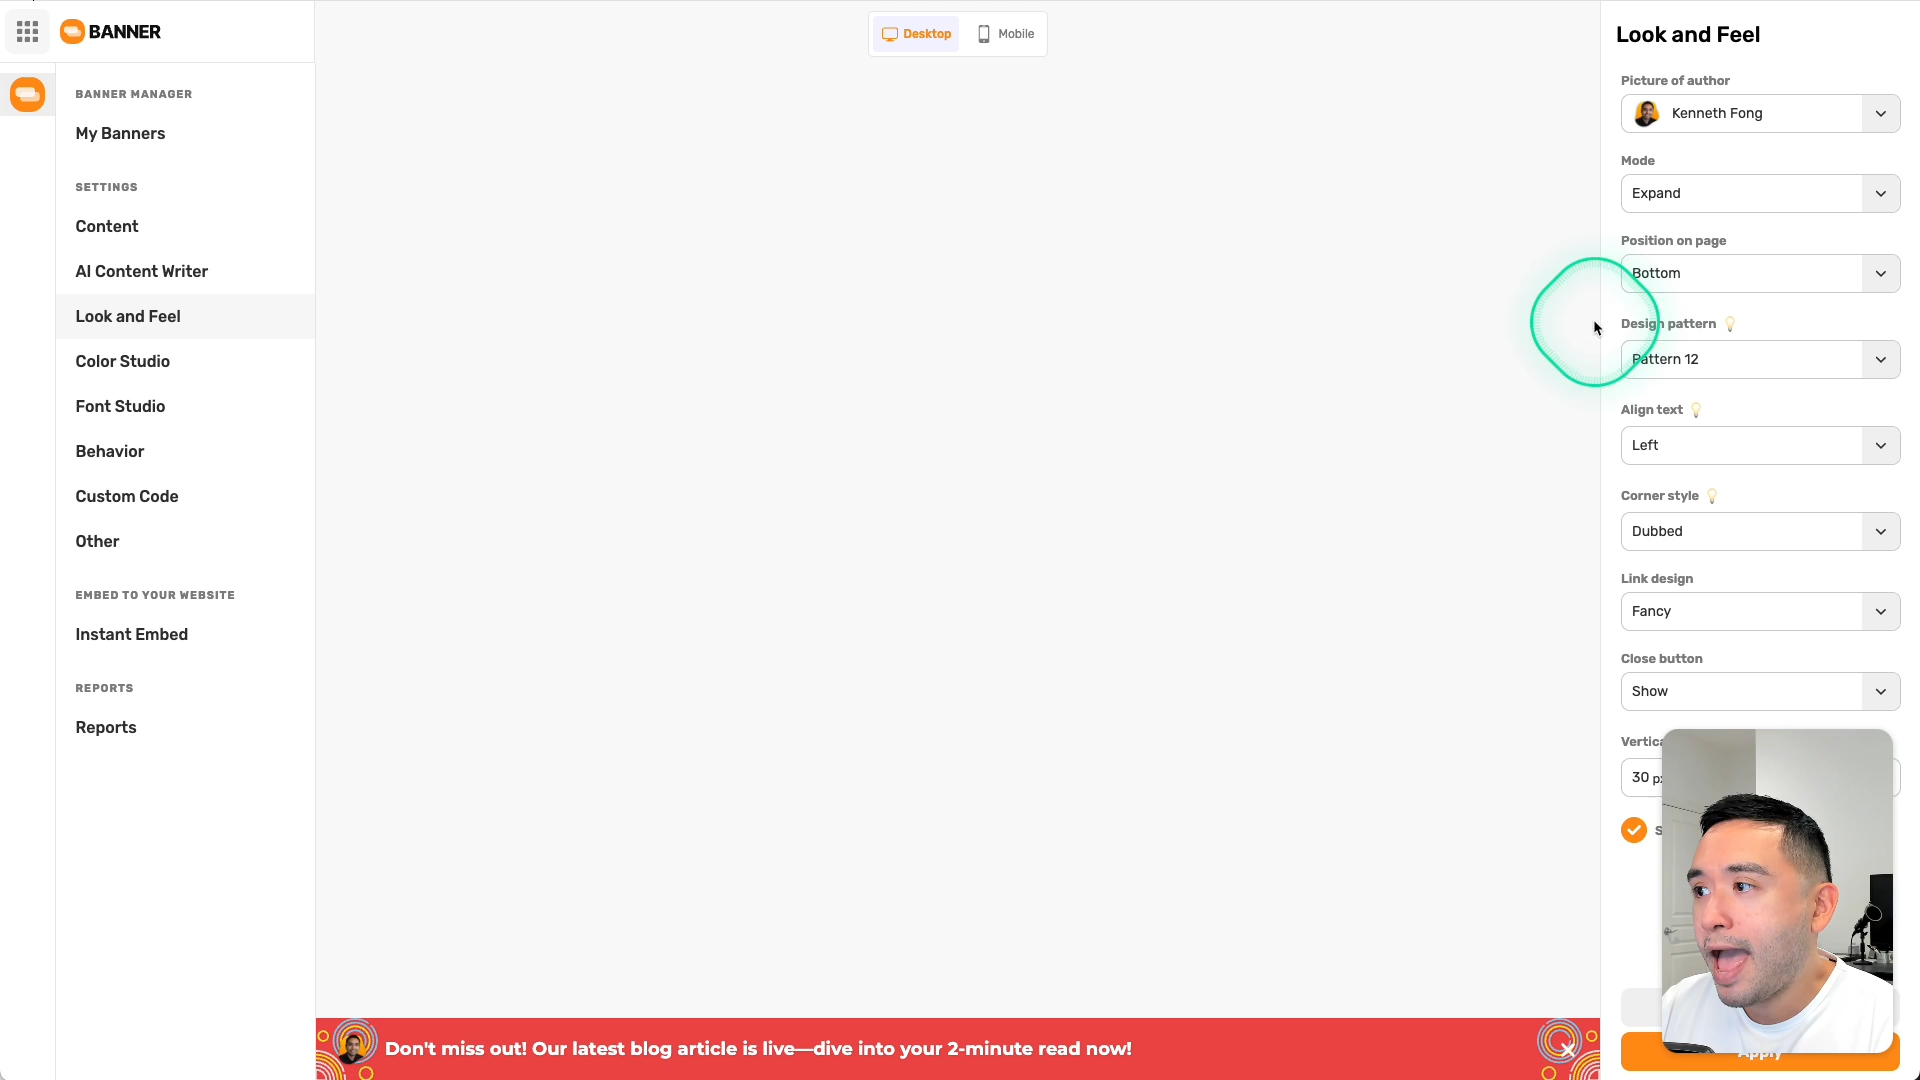 BANNER
Desktop
Mobile
BANNER MANAGER
My Banners
SETTINGS
Content
AI Content Writer
Look and Feel
Color Studio
Font Studio
Behavior
Custom Code
Other
EMBED TO YOUR WEBSITE
Instant Embed
REPORTS
Reports
Don't miss out! Our latest blog article is live—dive into your 2-minute read now!
Look and Feel
Picture of author
Kenneth Fong
Mode
Expand
Position on page
Bottom
Design pattern
Pattern 12
Align text
Left
Corner style
Dubbed
Link design
Fancy
Close button
Show
30
Apply